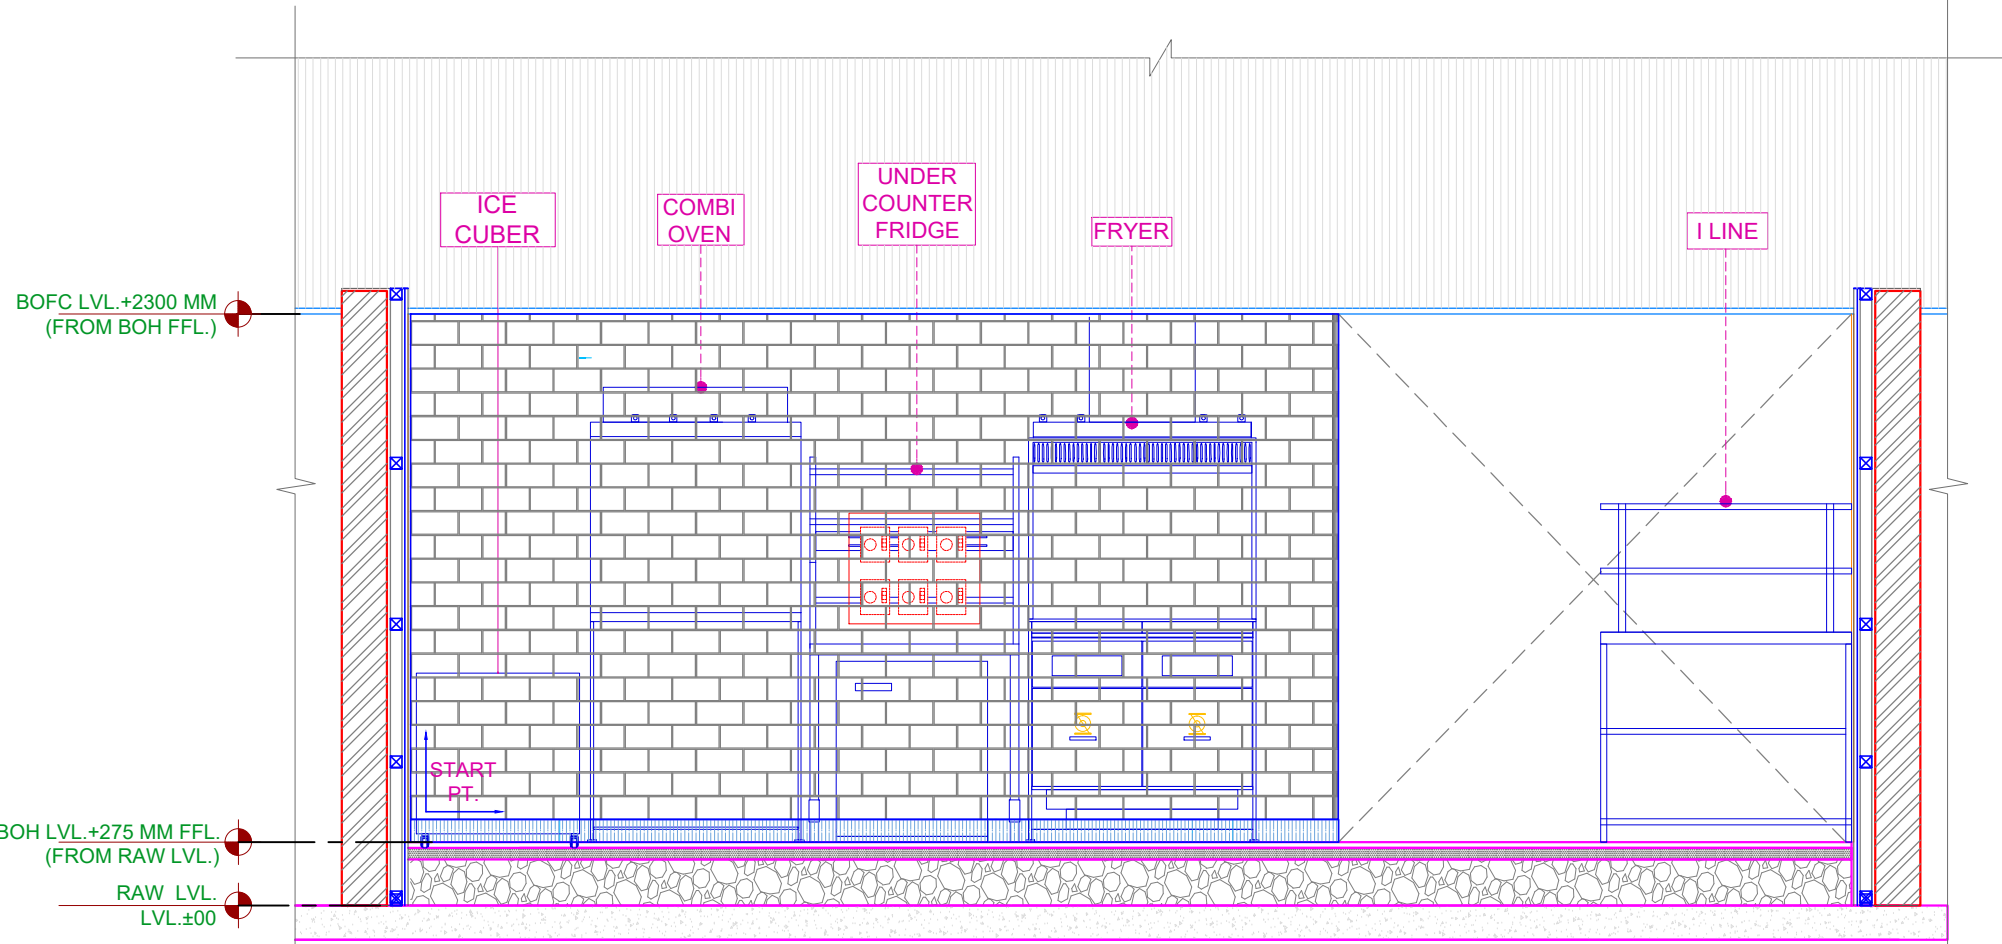 ICE
CUBER
COMBI
OVEN
UNDER
COUNTER
FRIDGE
FRYER
I LINE
BOFC LVL.+2300 MM
(FROM BOH FFL.)
START
PT.
BOH LVL.+275 MM FFL.
(FROM RAW LVL.)
RAW LVL.
LVL.±00